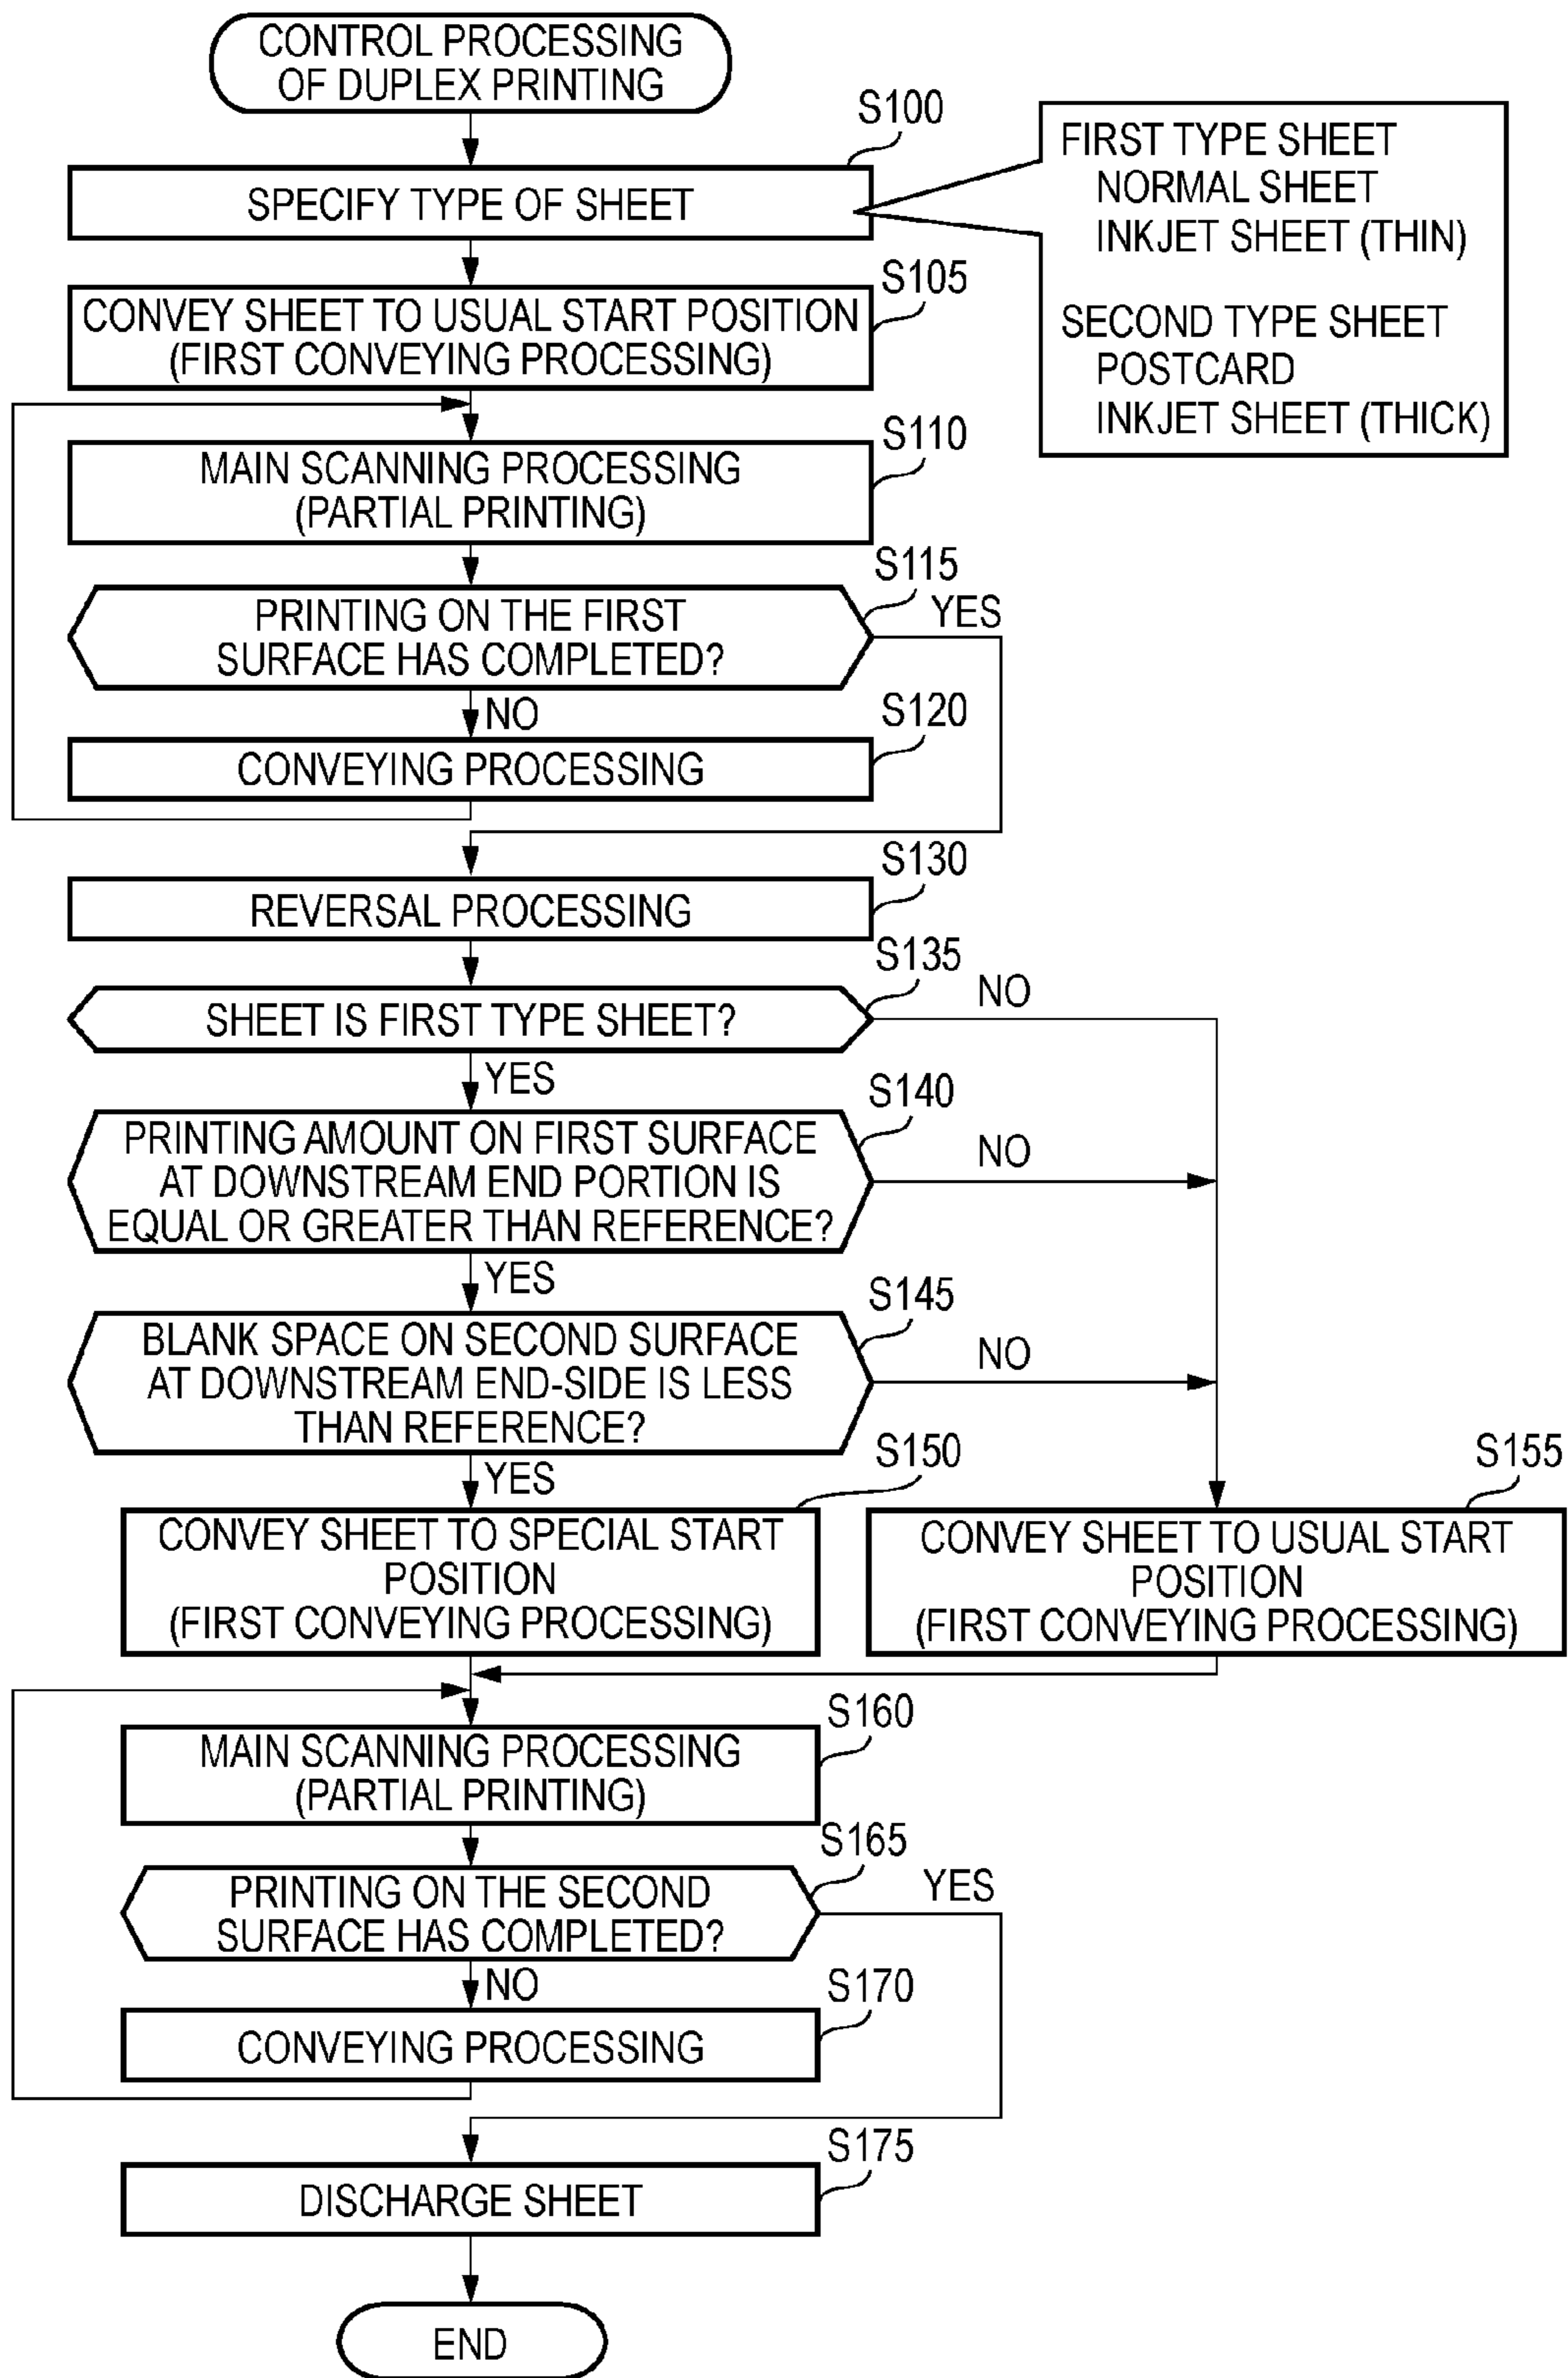 CONTROL PROCESSING
OF DUPLEX PRINTING
S100
SPECIFY TYPE OF SHEET
FIRST TYPE SHEET
NORMAL SHEET
INKJET SHEET (THIN)
SECOND TYPE SHEET
POSTCARD
INKJET SHEET (THICK)
S105
CONVEY SHEET TO USUAL START POSITION
(FIRST CONVEYING PROCESSING)
S110
MAIN SCANNING PROCESSING
(PARTIAL PRINTING)
S115
PRINTING ON THE FIRST
SURFACE HAS COMPLETED?
YES
NO
S120
CONVEYING PROCESSING
S130
REVERSAL PROCESSING
S135
SHEET IS FIRST TYPE SHEET?
NO
YES
S140
PRINTING AMOUNT ON FIRST SURFACE
AT DOWNSTREAM END PORTION IS
EQUAL OR GREATER THAN REFERENCE?
NO
YES
S145
BLANK SPACE ON SECOND SURFACE
AT DOWNSTREAM END-SIDE IS LESS
THAN REFERENCE?
NO
YES
S150
CONVEY SHEET TO SPECIAL START
POSITION
(FIRST CONVEYING PROCESSING)
S155
CONVEY SHEET TO USUAL START
POSITION
(FIRST CONVEYING PROCESSING)
S160
MAIN SCANNING PROCESSING
(PARTIAL PRINTING)
S165
PRINTING ON THE SECOND
SURFACE HAS COMPLETED?
YES
NO
S170
CONVEYING PROCESSING
S175
DISCHARGE SHEET
END